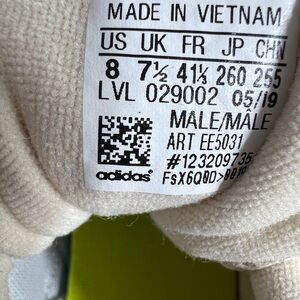 MADE IN VIETNAM
US UK FR JP CHN
8 7½ 41⅓ 260 255
LVL 029002 05/19
MALE/MALE
ART EE5031
#123209735
adidas